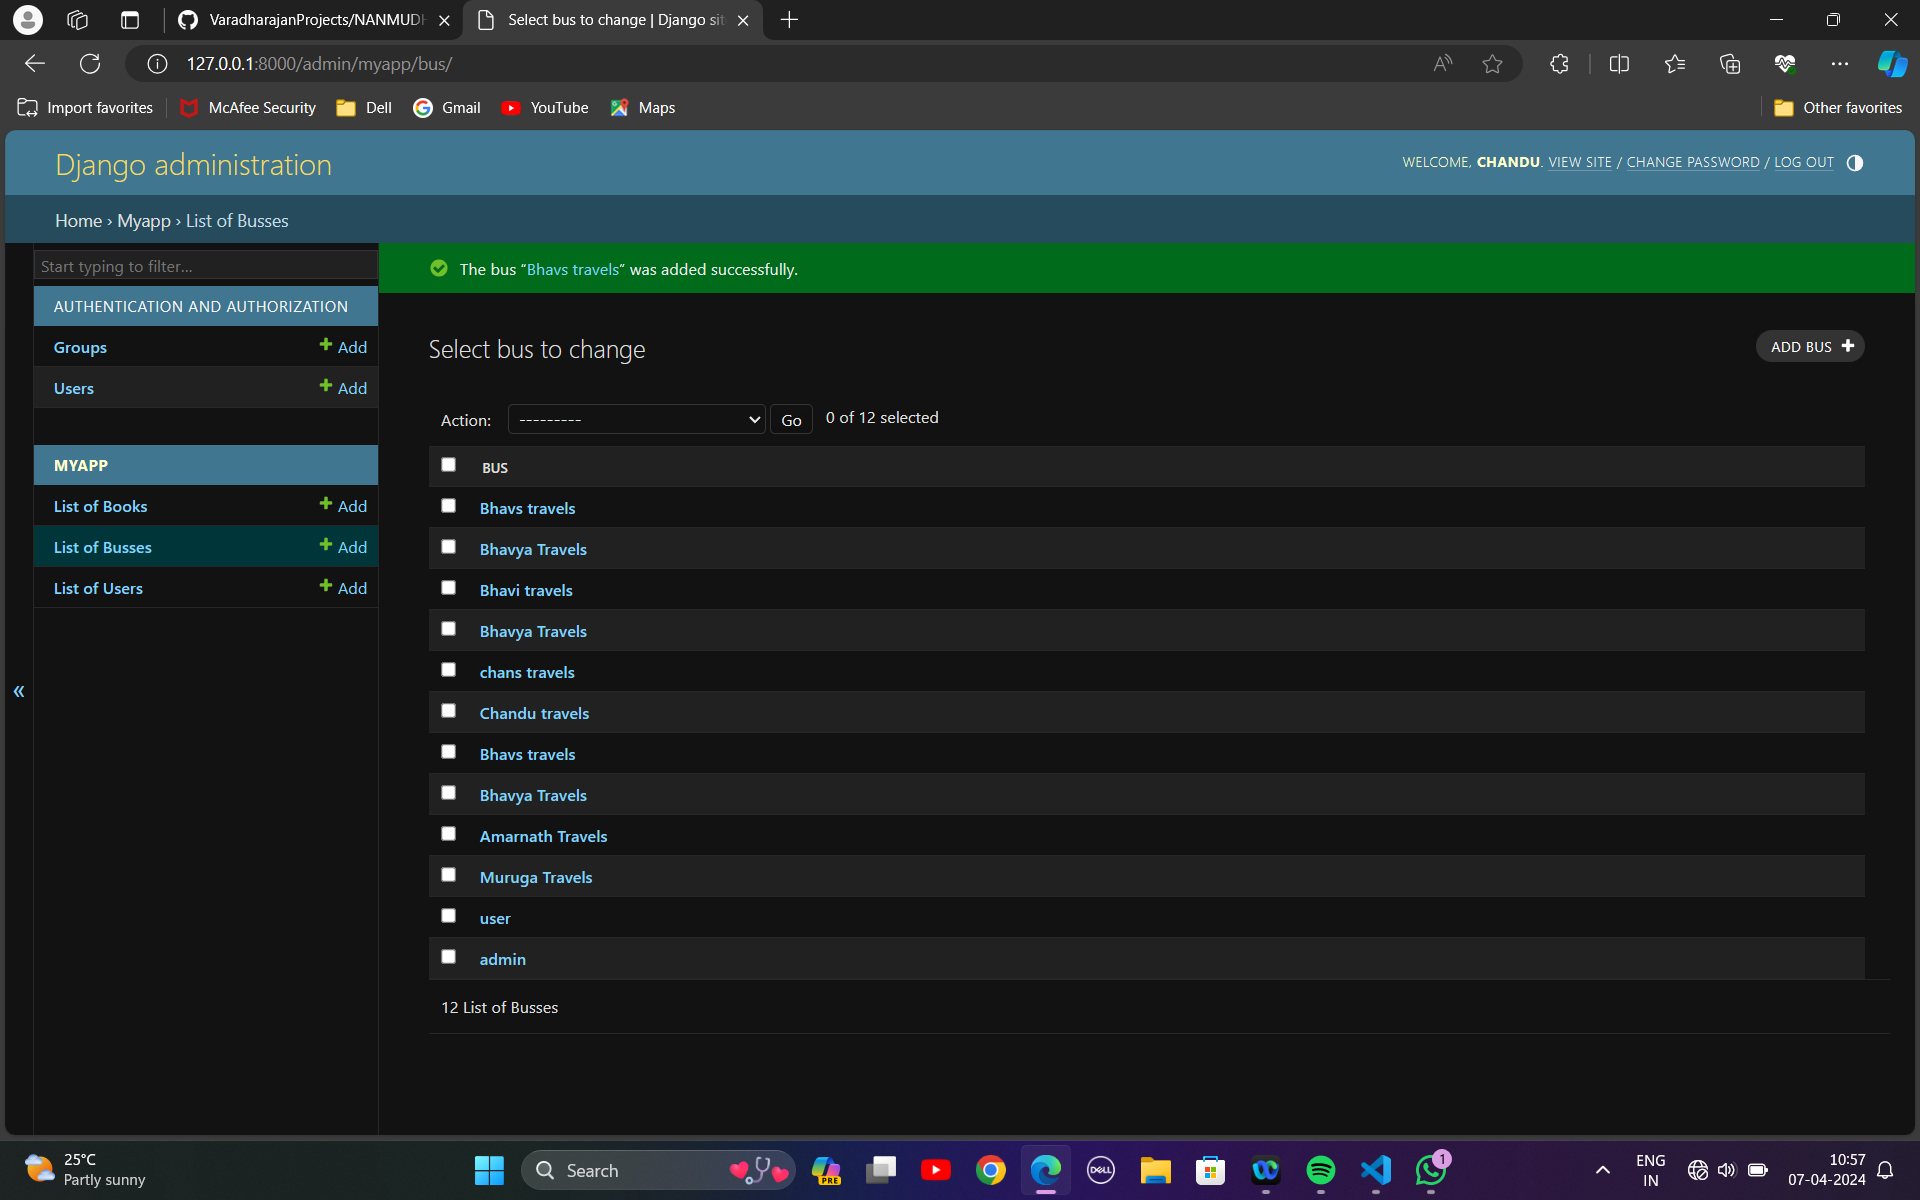 VaradharajanProjects/NANMUDH
Select bus to change | Django sit
127.0.0.1:8000/admin/myapp/bus/
Import favorites
McAfee Security
Dell
Gmail
YouTube
Maps
Other favorites
Django administration
WELCOME, CHANDU. VIEW SITE / CHANGE PASSWORD / LOG OUT
Home › Myapp › List of Busses
Start typing to filter...
The bus “Bhavs travels” was added successfully.
AUTHENTICATION AND AUTHORIZATION
Groups
Add
Users
Add
MYAPP
List of Books
Add
List of Busses
Add
List of Users
Add
Select bus to change
ADD BUS
Action:
---------
Go
0 of 12 selected
BUS
Bhavs travels
Bhavya Travels
Bhavi travels
Bhavya Travels
chans travels
Chandu travels
Bhavs travels
Bhavya Travels
Amarnath Travels
Muruga Travels
user
admin
12 List of Busses
25°C
Partly sunny
Search
PRE
DELL
1
ENG
IN
10:57
07-04-2024